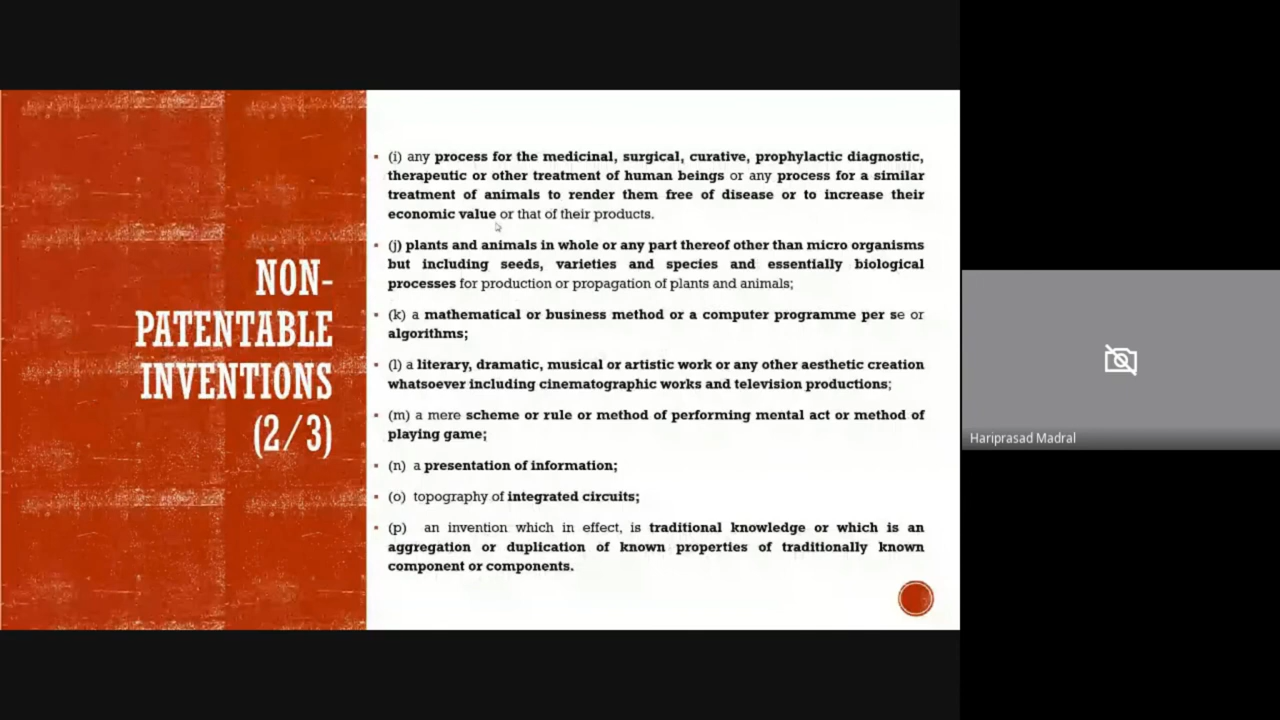 NON-
PATENTABLE
INVENTIONS
(2/3)
▪ (i) any process for the medicinal, surgical, curative, prophylactic diagnostic,
therapeutic or other treatment of human beings or any process for a similar
treatment of animals to render them free of disease or to increase their
economic value or that of their products.
▪ (j) plants and animals in whole or any part thereof other than micro organisms
but including seeds, varieties and species and essentially biological
processes for production or propagation of plants and animals;
▪ (k) a mathematical or business method or a computer programme per se or
algorithms;
▪ (l) a literary, dramatic, musical or artistic work or any other aesthetic creation
whatsoever including cinematographic works and television productions;
▪ (m) a mere scheme or rule or method of performing mental act or method of
playing game;
▪ (n) a presentation of information;
▪ (o) topography of integrated circuits;
▪ (p) an invention which in effect, is traditional knowledge or which is an
aggregation or duplication of known properties of traditionally known
component or components.
Hariprasad Madral